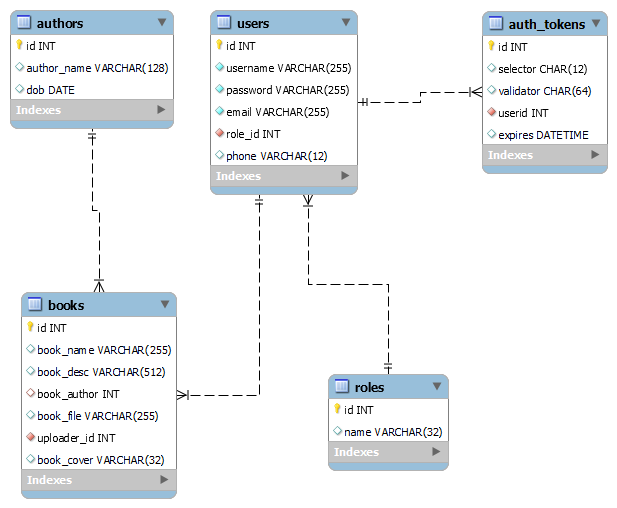 authors
id INT
author_name VARCHAR(128)
dob DATE
Indexes
users
id INT
username VARCHAR(255)
password VARCHAR(255)
email VARCHAR(255)
role_id INT
phone VARCHAR(12)
Indexes
auth_tokens
id INT
selector CHAR(12)
validator CHAR(64)
userid INT
expires DATETIME
Indexes
books
id INT
book_name VARCHAR(255)
book_desc VARCHAR(512)
book_author INT
book_file VARCHAR(255)
uploader_id INT
book_cover VARCHAR(32)
Indexes
roles
id INT
name VARCHAR(32)
Indexes